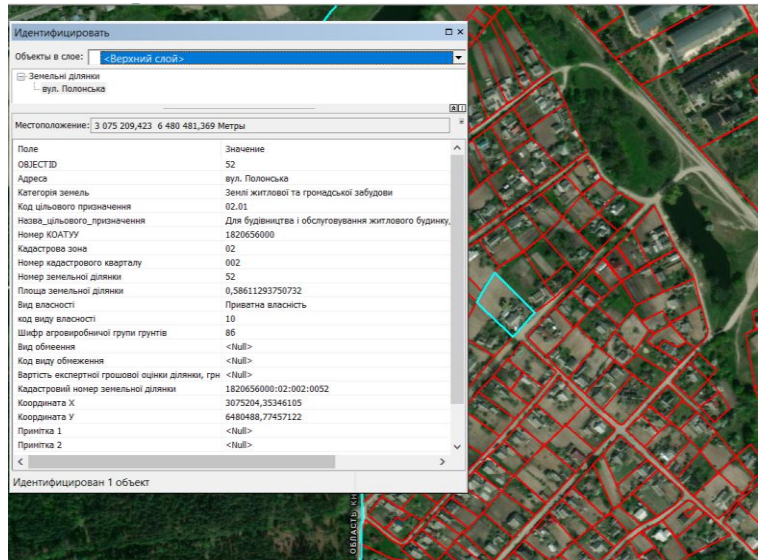 Идентифицировать
Объекты в слое: <Верхний слой>
Земельні ділянки
вул. Полонська
Местоположение: 3 075 209,423 6 480 481,369 Метры
Поле Значение
OBJECTID 52
Адреса вул. Полонська
Категорія земель Землі житлової та громадської забудови
Код цільового призначення 02.01
Назва_цільового_призначення Для будівництва і обслуговування житлового будинку,
Номер КОАТУУ 1820656000
Кадастрова зона 02
Номер кадастрового кварталу 002
Номер земельної ділянки 52
Площа земельної ділянки 0,58611293750732
Вид власності Приватна власність
код виду власності 10
Шифр агровиробничої групи грунтів 86
Вид обмеення <Null>
Код виду обмеження <Null>
Вартість експертної грошової оцінки ділянки, грн <Null>
Кадастровий номер земельної ділянки 1820656000:02:002:0052
Координата X 3075204,35346105
Координата У 6480488,77457122
Примітка 1 <Null>
Примітка 2 <Null>
Идентифицирован 1 объект
ОБЛАСТЬ